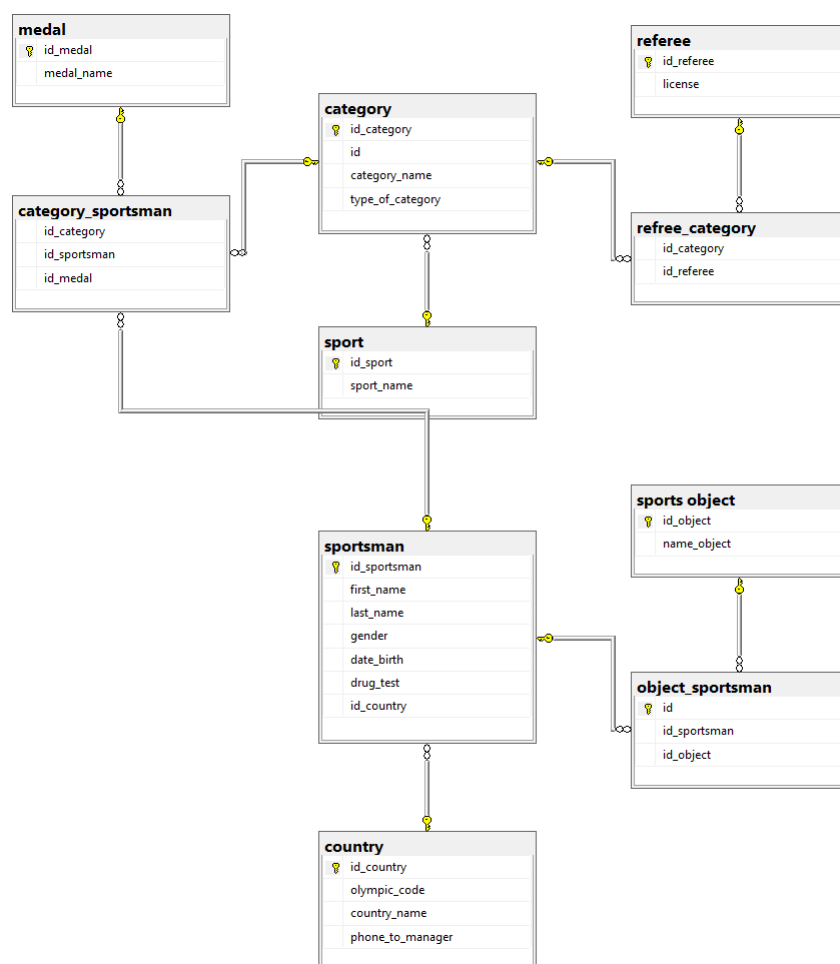 medal
id_medal
medal_name
referee
id_referee
license
category
id_category
id
category_name
type_of_category
category_sportsman
id_category
id_sportsman
id_medal
refree_category
id_category
id_referee
sport
id_sport
sport_name
sports object
id_object
name_object
sportsman
id_sportsman
first_name
last_name
gender
date_birth
drug_test
id_country
object_sportsman
id
id_sportsman
id_object
country
id_country
olympic_code
country_name
phone_to_manager